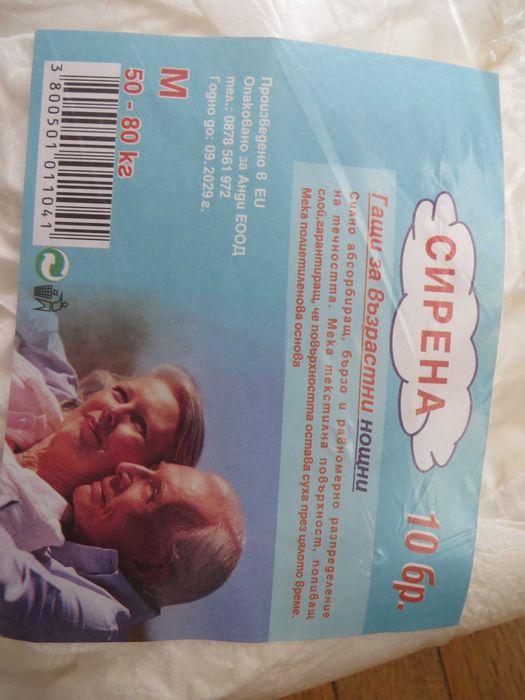 СИРЕНА
10 бр.
Гащи за възрастни нощни
Силно абсорбиращ, бързо и равномерно разпределение
на течността. Мека текстилна повърхност, попиващ
слой,гарантиращ, че повърхността остава суха през цялото време.
Мека полиетиленова основа
Произведено в EU
Опаковано за Анди ЕООД
тел.: 0878 561 972
Годно до: 09. 2029 г.
M
50 - 80 кг
3 800501 011041